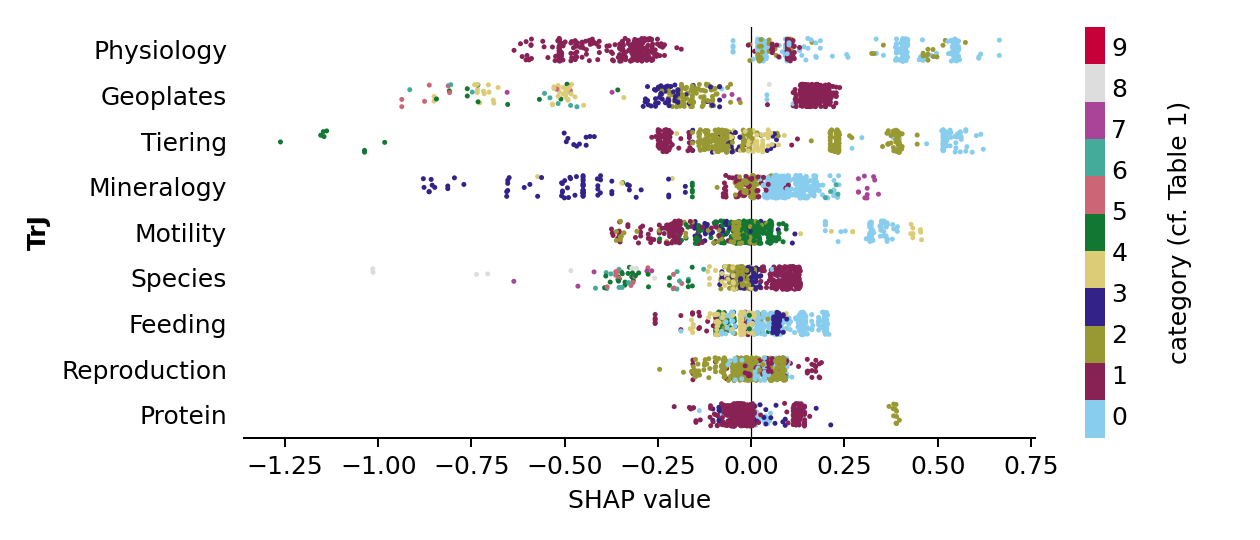 Physiology
Geoplates
Tiering
Mineralogy
Motility
Species
Feeding
Reproduction
Protein
TrJ
−1.25 −1.00 −0.75 −0.50 −0.25 0.00 0.25 0.50 0.75
SHAP value
9
8
7
6
5
4
3
2
1
0
category (cf. Table 1)